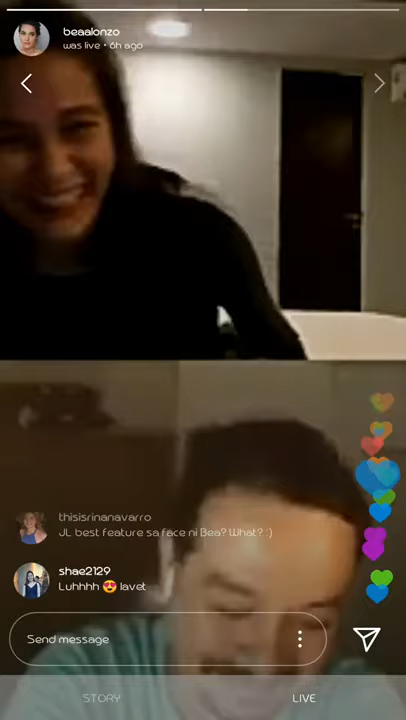 beaalonzo
was live • 6h ago
thisisrinanavarro
JL best feature sa face ni Bea? What? :')
shae2129
Luhhhh 😍 lavet
Send message
STORY
LIVE